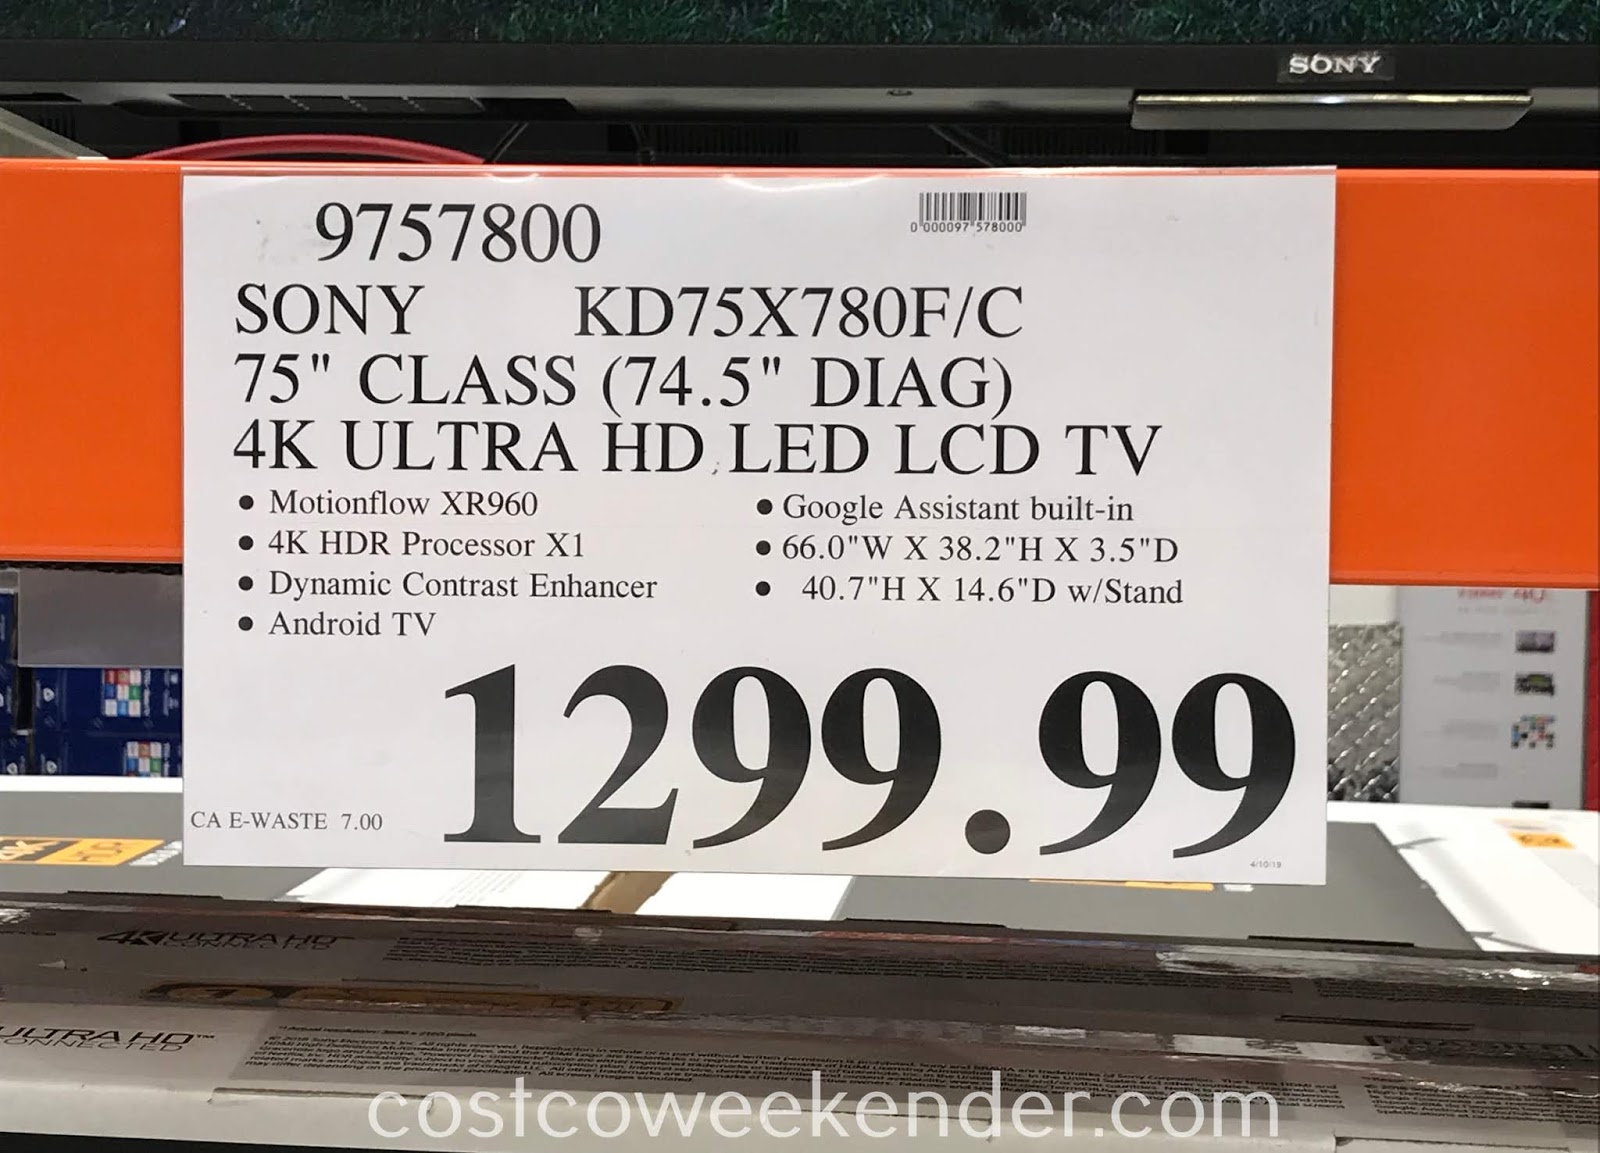 SONY
9757800
0 000097 578000
SONY KD75X780F/C
75" CLASS (74.5" DIAG)
4K ULTRA HD LED LCD TV
• Motionflow XR960
• 4K HDR Processor X1
• Dynamic Contrast Enhancer
• Android TV
• Google Assistant built-in
• 66.0"W X 38.2"H X 3.5"D
• 40.7"H X 14.6"D w/Stand
1299.99
CA E-WASTE 7.00
4/10/19
4K ULTRA HD
CONNECTED
ULTRA HD™
CONNECTED
costcoweekender.com